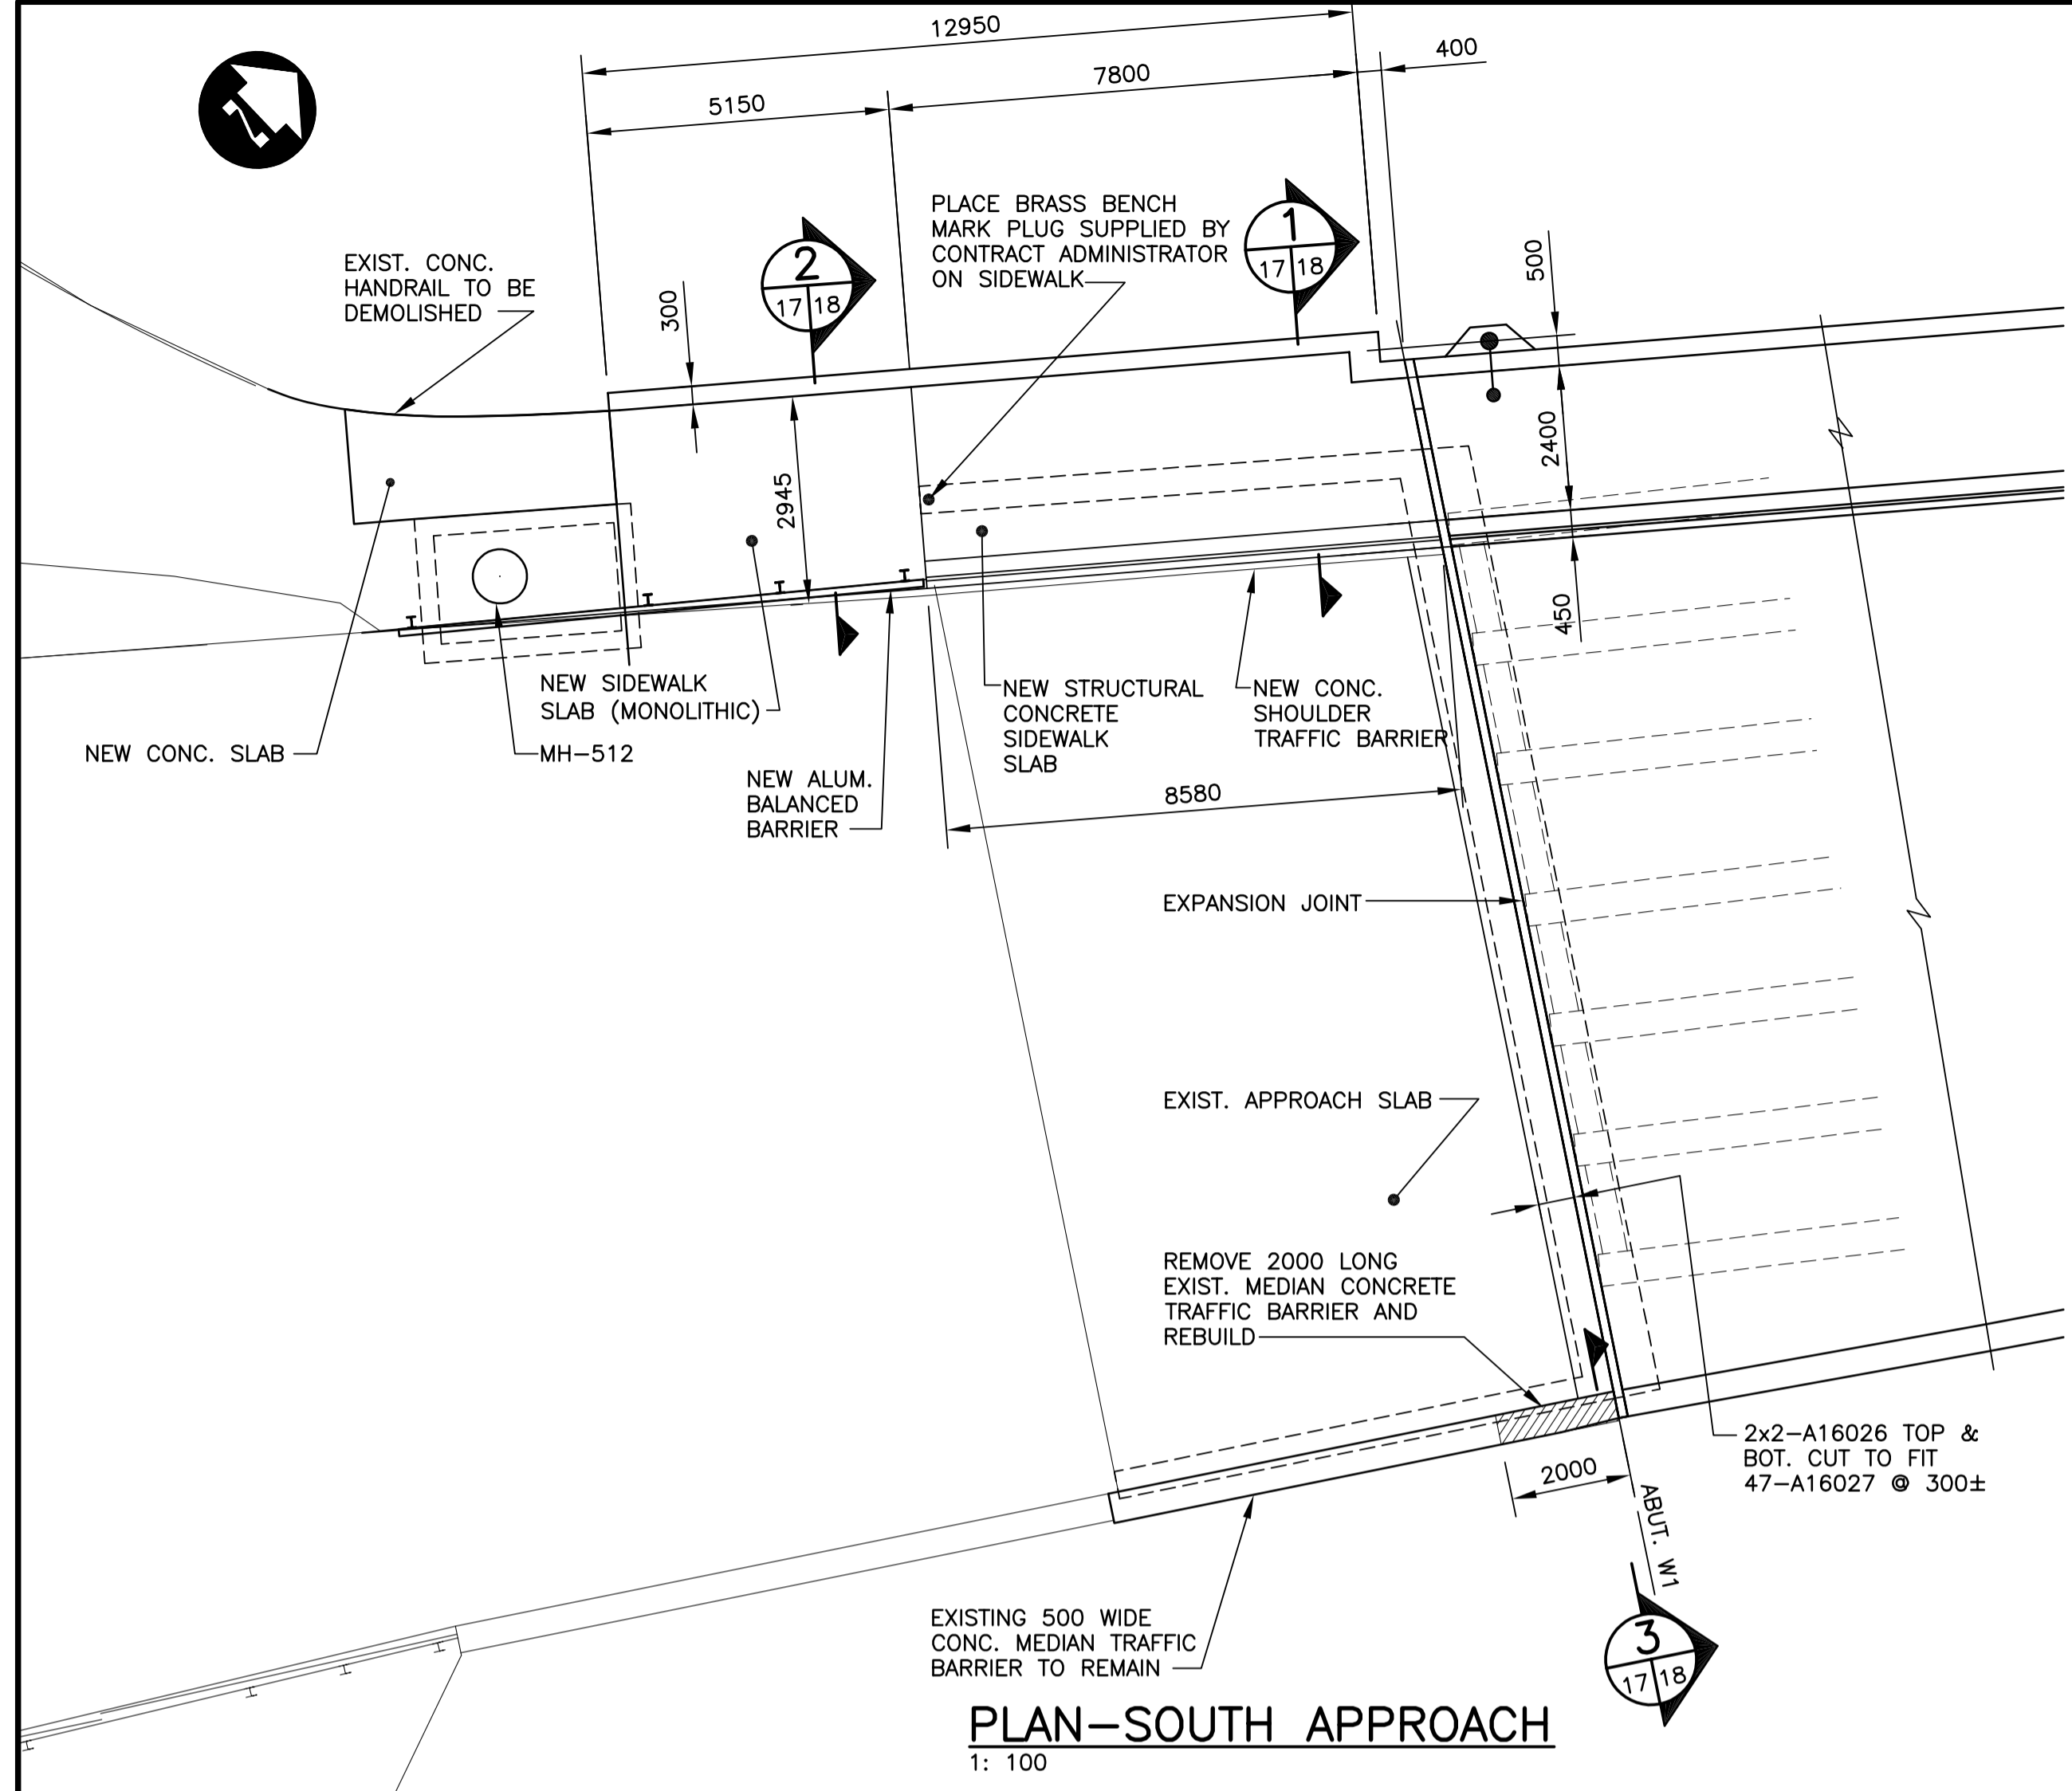 12950
400
7800
5150
PLACE BRASS BENCH
MARK PLUG SUPPLIED BY
CONTRACT ADMINISTRATOR
ON SIDEWALK
1
17 18
2
17 18
500
EXIST. CONC.
HANDRAIL TO BE
DEMOLISHED
300
2400
2945
450
NEW SIDEWALK
SLAB (MONOLITHIC)
MH-512
NEW CONC. SLAB
NEW STRUCTURAL
CONCRETE
SIDEWALK
SLAB
NEW CONC.
SHOULDER
TRAFFIC BARRIER
NEW ALUM.
BALANCED
BARRIER
8580
EXPANSION JOINT
EXIST. APPROACH SLAB
REMOVE 2000 LONG
EXIST. MEDIAN CONCRETE
TRAFFIC BARRIER AND
REBUILD
2x2-A16026 TOP &
BOT. CUT TO FIT
47-A16027 @ 300±
2000
ABUT. W1
EXISTING 500 WIDE
CONC. MEDIAN TRAFFIC
BARRIER TO REMAIN
3
17 18
PLAN-SOUTH APPROACH
1: 100